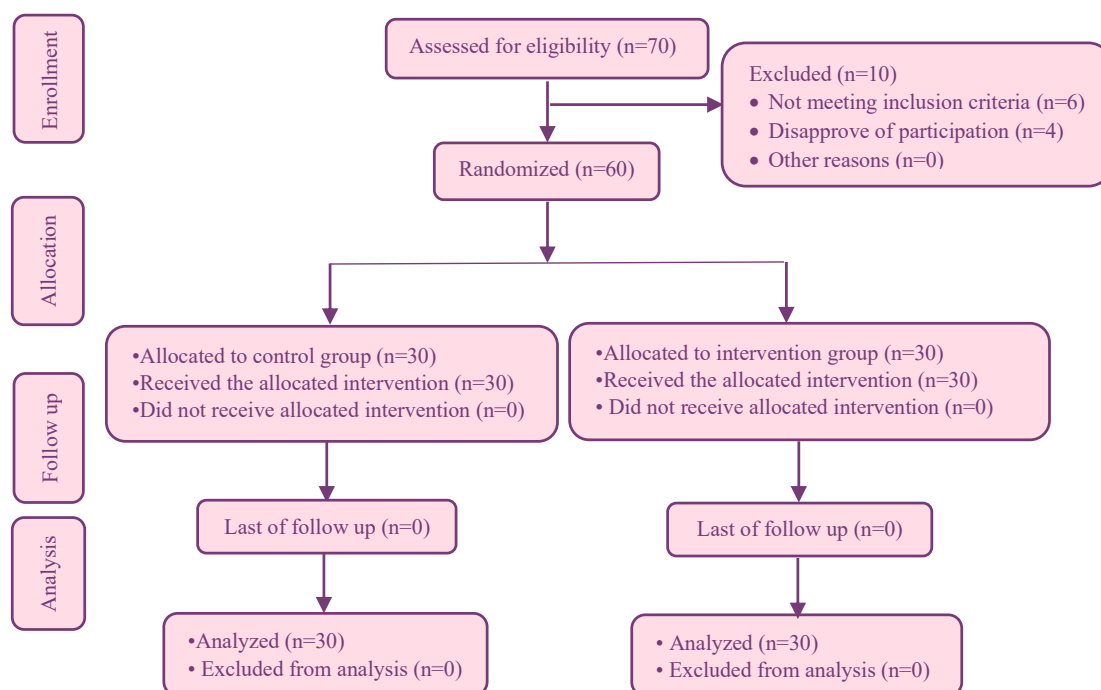 Enrollment
Assessed for eligibility (n=70)
Excluded (n=10)
• Not meeting inclusion criteria (n=6)
• Disapprove of participation (n=4)
• Other reasons (n=0)
Randomized (n=60)
Allocation
•Allocated to control group (n=30)
•Received the allocated intervention (n=30)
•Did not receive allocated intervention (n=0)
•Allocated to intervention group (n=30)
•Received the allocated intervention (n=30)
• Did not receive allocated intervention (n=0)
Follow up
Last of follow up (n=0)
Last of follow up (n=0)
Analysis
•Analyzed (n=30)
• Excluded from analysis (n=0)
• Analyzed (n=30)
• Excluded from analysis (n=0)